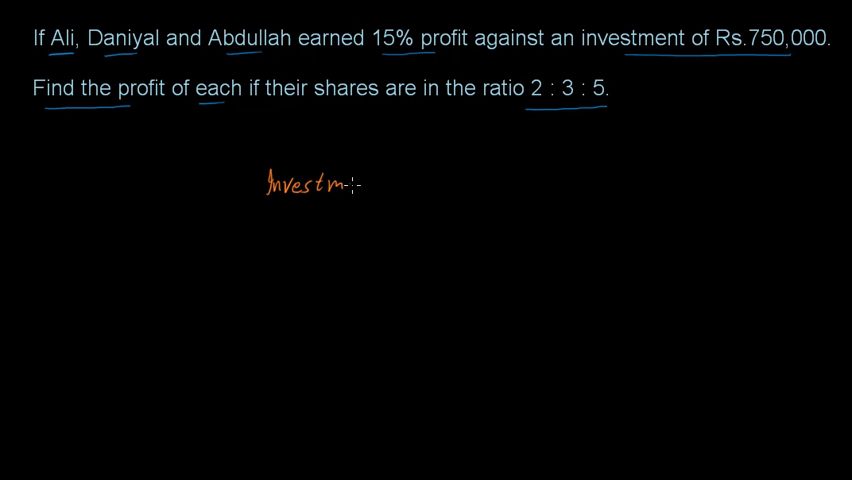 If Ali, Daniyal and Abdullah earned 15% profit against an investment of Rs.750,000.
Find the profit of each if their shares are in the ratio 2 : 3 : 5.
Investm